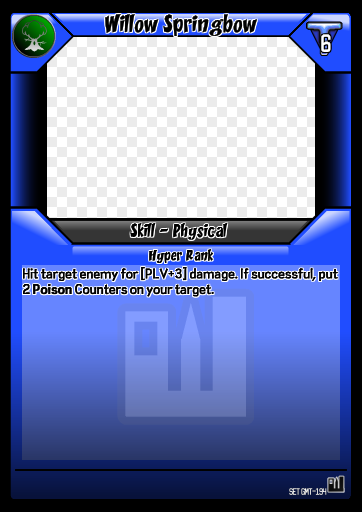 Willow Springbow
6
Skill - Physical
Hyper Rank
Hit target enemy for [PLV+3] damage. If successful, put
2 Poison Counters on your target.
SET GMT-194